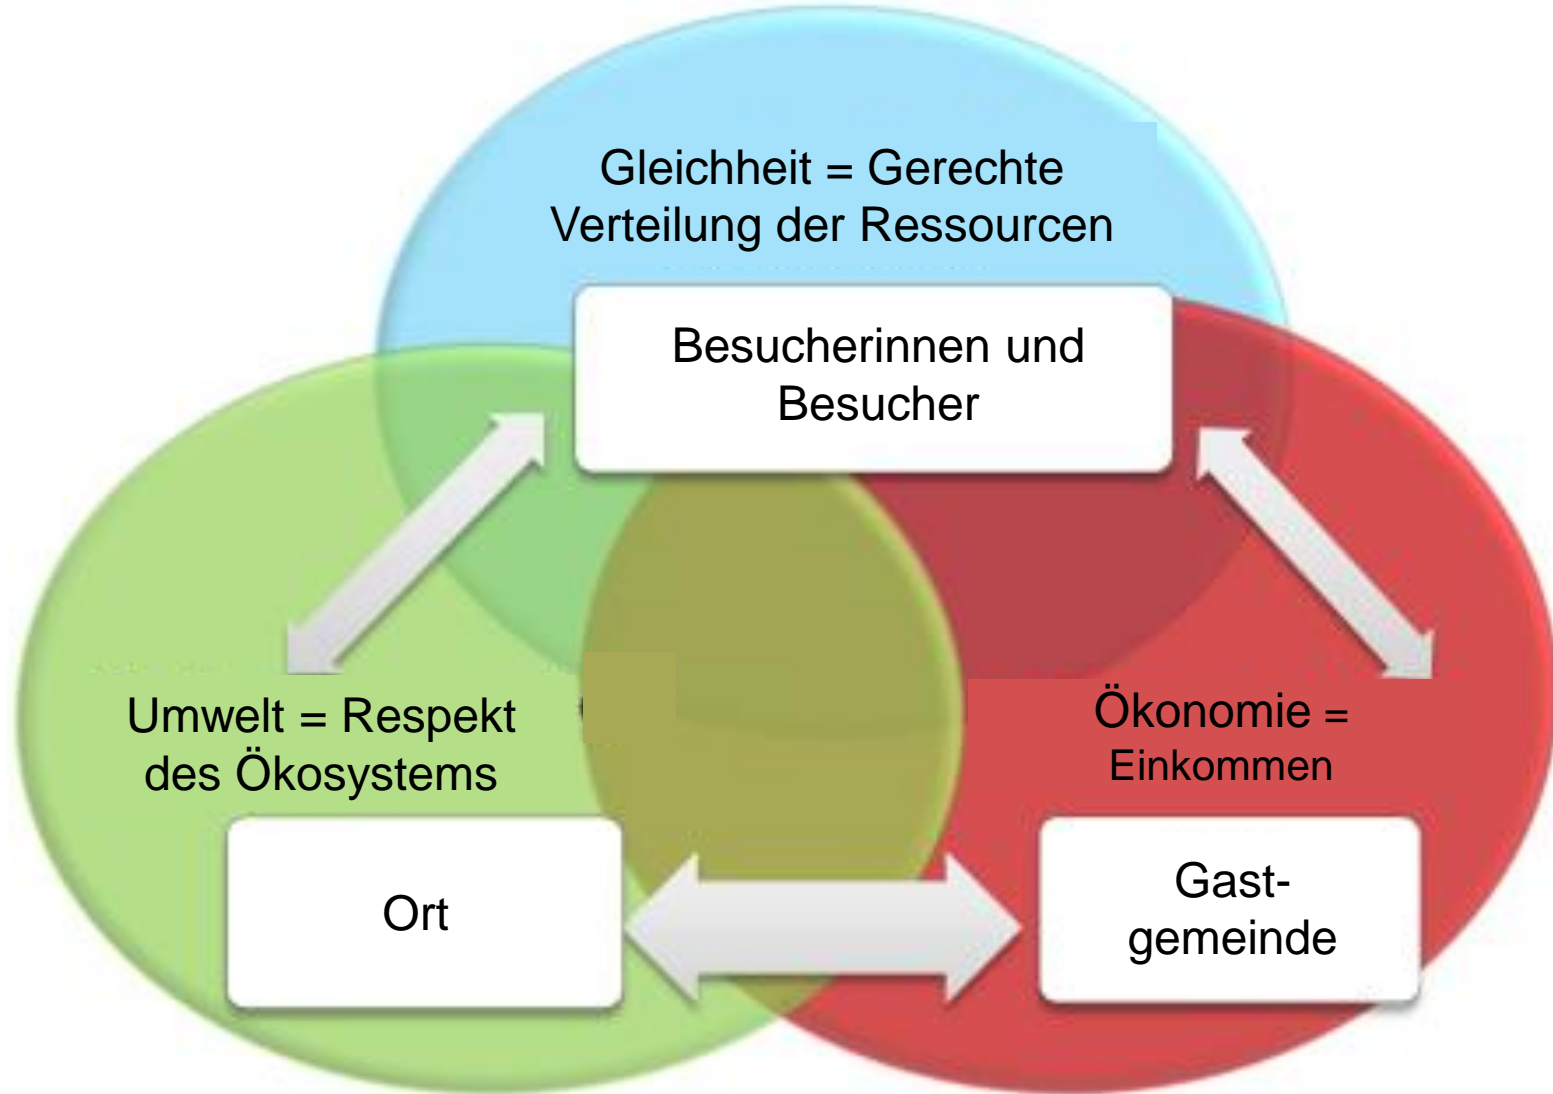 Gleichheit = Gerechte
Verteilung der Ressourcen
Besucherinnen und
Besucher
Umwelt = Respekt
des Ökosystems
Ökonomie =
Einkommen
Ort
Gast-
gemeinde